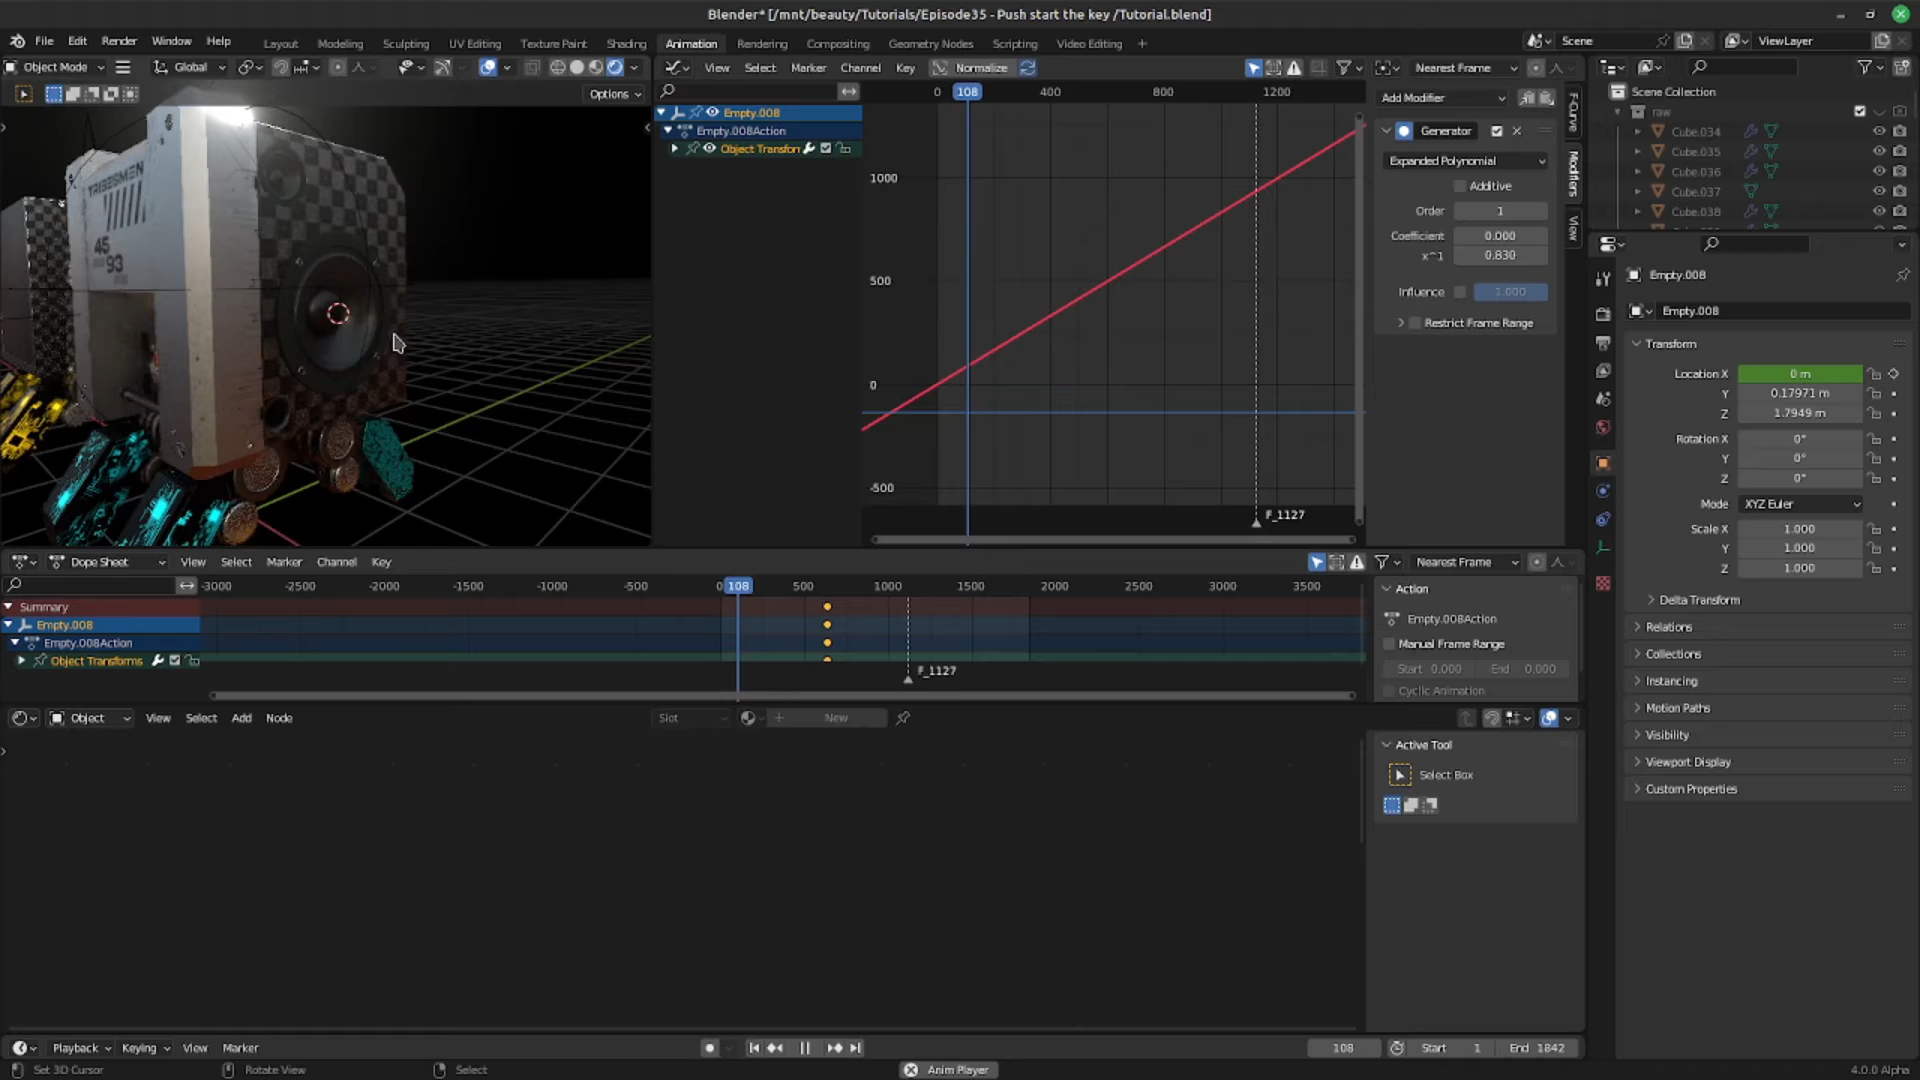 Blender* [/mnt/beauty/Tutorials/Episode35 - Push start the key /Tutorial.blend]
File Edit Render Window Help Layout Modeling Sculpting UV Editing Texture Paint Shading Animation Rendering Compositing Geometry Nodes Scripting Video Editing + Scene ViewLayer
Object Mode Global View Select Marker Channel Key Normalize Nearest Frame
Options 0 108 400 800 1200 Add Modifier Scene Collection
Empty.008 raw
Empty.008Action Generator Cube.034
Object Transfon Cube.035
Expanded Polynomial Cube.036
1000 Additive Cube.037
Order 1 Cube.038
Coefficient 0.000
x^1 0.830
500 Influence 1.000
Restrict Frame Range
0
-500
F_1127
F-Curve
Modifiers
View
TRIBESMEN
45
93
Empty.008
Empty.008
Transform
Location X 0 m
Y 0.17971 m
Z 1.7949 m
Rotation X 0°
Y 0°
Z 0°
Mode XYZ Euler
Scale X 1.000
Y 1.000
Z 1.000
Delta Transform
Relations
Collections
Instancing
Motion Paths
Visibility
Viewport Display
Custom Properties
Dope Sheet View Select Marker Channel Key Nearest Frame
-3000 -2500 -2000 -1500 -1000 -500 0 108 500 1000 1500 2000 2500 3000 3500
Summary
Empty.008
Empty.008Action
Object Transforms
F_1127
Action
Empty.008Action
Manual Frame Range
Start 0.000 End 0.000
Cyclic Animation
Object View Select Add Node Slot New
Active Tool
Select Box
Playback Keying View Marker 108 Start 1 End 1842
Set 3D Cursor Rotate View Select Anim Player 4.0.0 Alpha